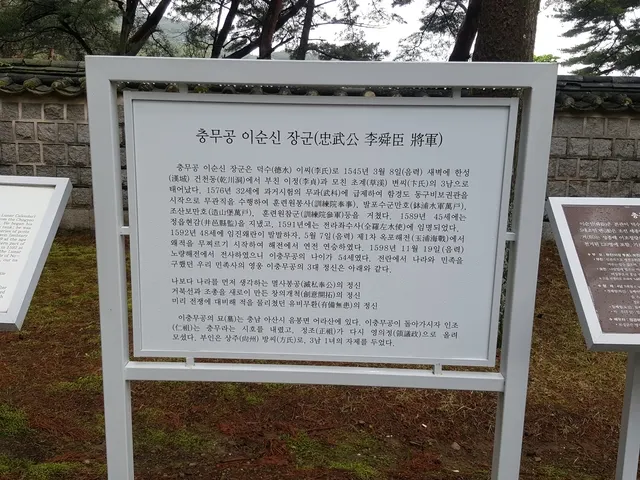 충무공 이순신 장군(忠武公 李舜臣 將軍)
충무공 이순신 장군은 덕수(德水) 이씨(李氏)로 1545년 3월 8일(음력) 새벽에 한성
(漢城) 건천동(乾川洞)에서 부친 이정(李貞)과 모친 초계(草溪) 변씨(卞氏)의 3남으로
태어났다. 1576년 32세에 과거시험의 무과(武科)에 급제하여 함경도 동구비보권관을
시작으로 무관직을 수행하여 훈련원봉사(訓練院奉事), 발포수군만호(鉢浦水軍萬戶),
조산보만호(造山堡萬戶), 훈련원참군(訓練院參軍)등을 거쳤다. 1589년 45세에는
정읍현감(井邑縣監)을 지냈고, 1591년에는 전라좌수사(全羅左水使)에 임명되었다.
1592년 48세에 임진왜란이 발발하자, 5월 7일(음력) 제1차 옥포해전(玉浦海戰)에서
왜적을 무찌르기 시작하여 해전에서 연전 연승하였다. 1598년 11월 19일(음력)
노량해전에서 전사하였으니 이충무공의 나이가 54세였다. 전란에서 나라와 민족을
구했던 우리 민족사의 영웅 이충무공의 3대 정신은 아래와 같다.
나보다 나라를 먼저 생각하는 멸사봉공(滅私奉公)의 정신
거북선과 조총을 새로이 만든 창의개척(創意開拓)의 정신
미리 전쟁에 대비해 적을 물리쳤던 유비무환(有備無患)의 정신
이충무공의 묘(墓)는 충남 아산시 음봉면 어라산에 있다. 이충무공이 돌아가시자 인조
(仁祖)는 충무라는 시호를 내렸고, 정조(正祖)가 다시 영의정(領議政)으로 올려
모셨다. 부인은 상주(尙州) 방씨(方氏)로, 3남 1녀의 자제를 두었다.